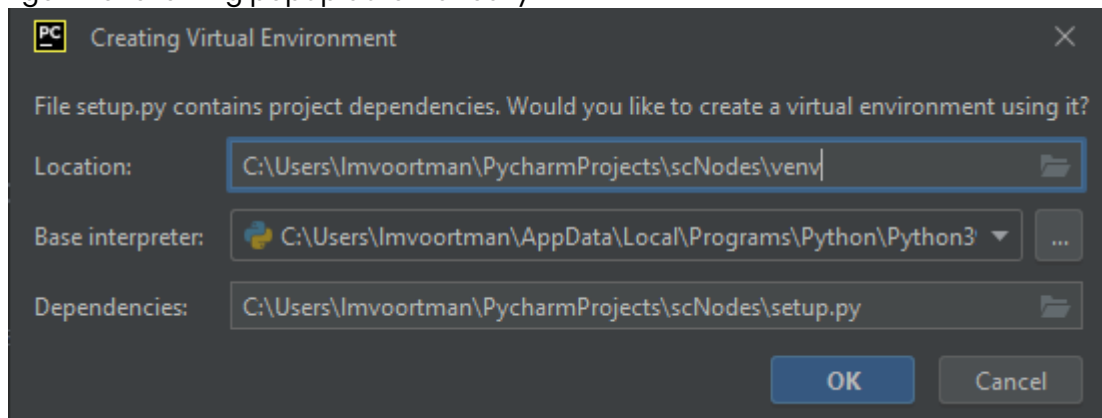 PC Creating Virtual Environment
File setup.py contains project dependencies. Would you like to create a virtual environment using it?
Location: C:\Users\lmvoortman\PycharmProjects\scNodes\venv
Base interpreter: C:\Users\lmvoortman\AppData\Local\Programs\Python\Python3 ...
Dependencies: C:\Users\lmvoortman\PycharmProjects\scNodes\setup.py
OK Cancel